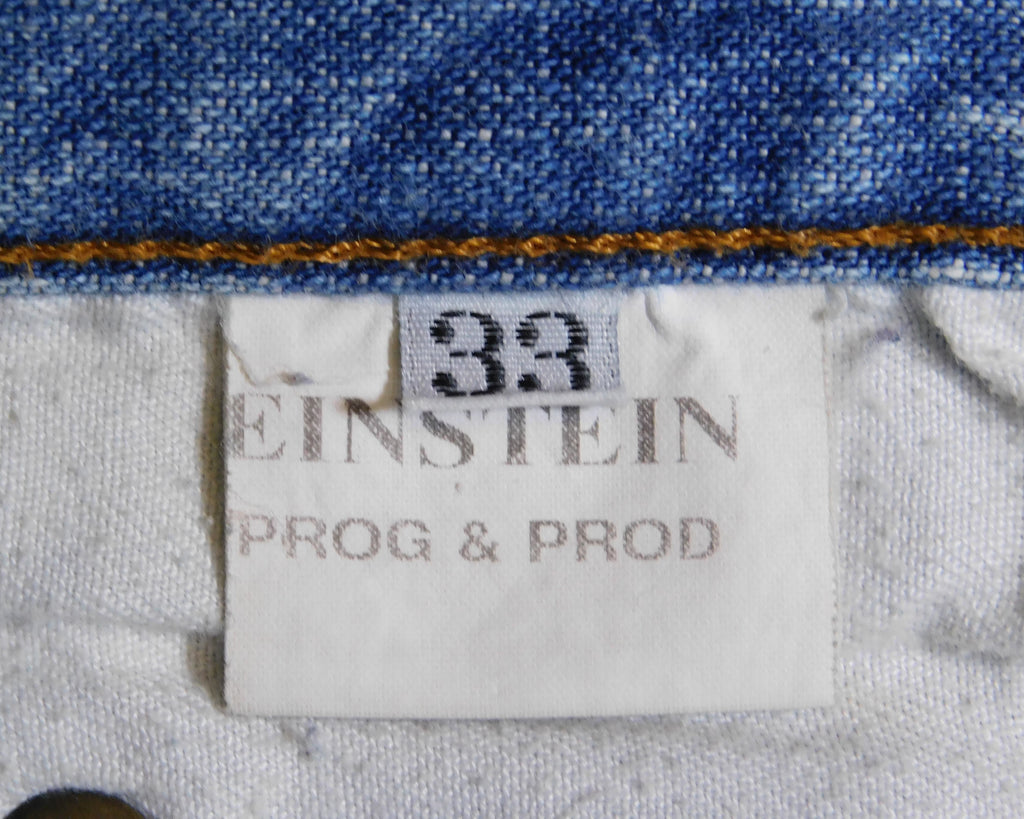 33
EINSTEIN
PROG & PROD